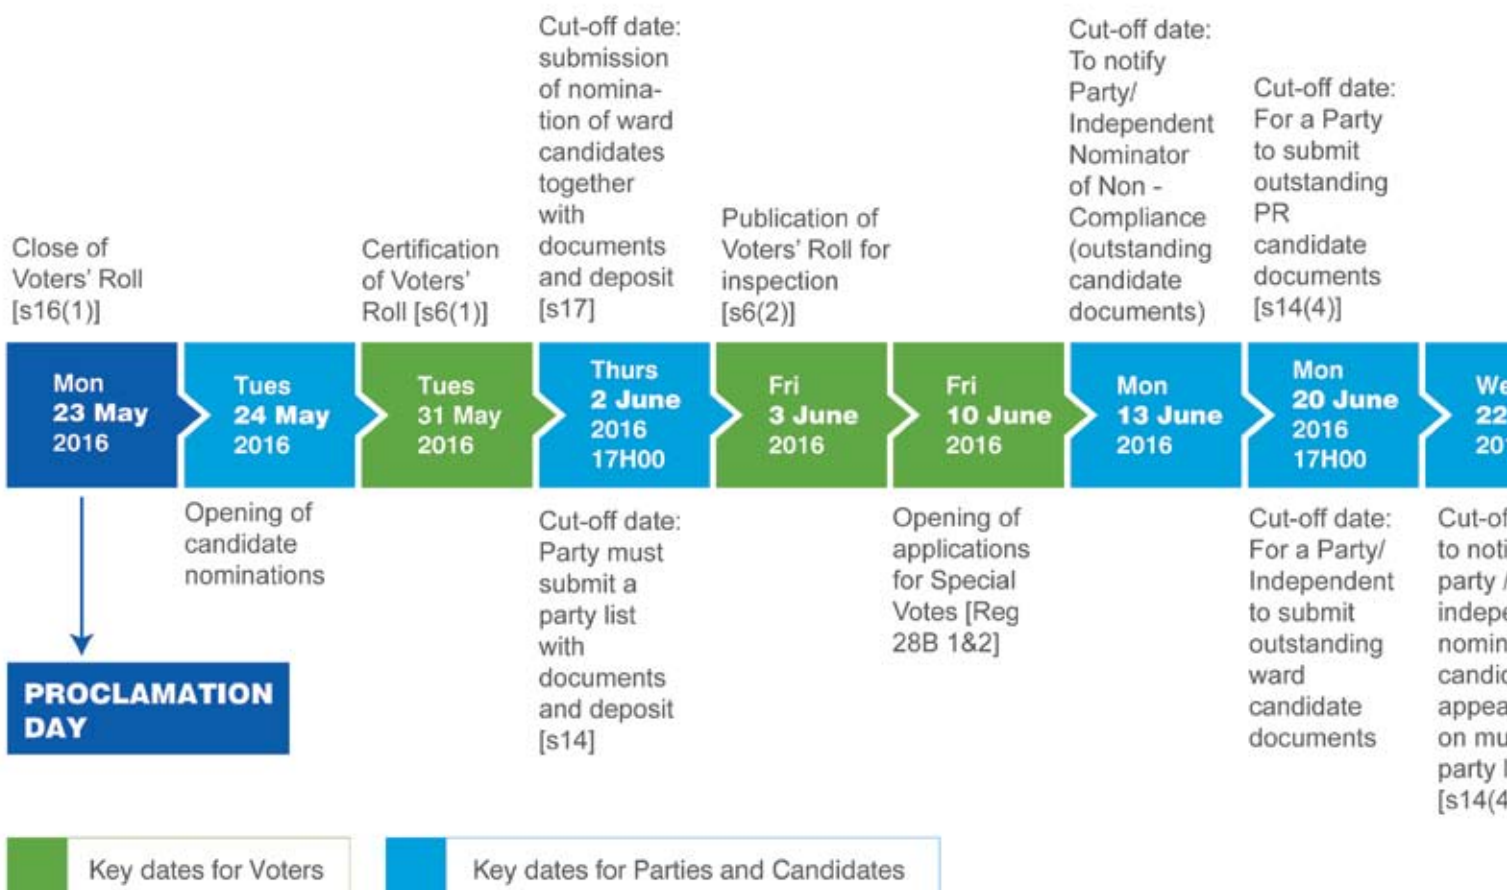 Close of
Voters' Roll
[s16(1)]
Mon
23 May
2016
PROCLAMATION
DAY
Tues
24 May
2016
Opening of
candidate
nominations
Certification
of Voters'
Roll [s6(1)]
Tues
31 May
2016
Cut-off date:
submission
of nomina-
tion of ward
candidates
together
with
documents
and deposit
[s17]
Thurs
2 June
2016
17H00
Cut-off date:
Party must
submit a
party list
with
documents
and deposit
[s14]
Publication of
Voters' Roll for
inspection
[s6(2)]
Fri
3 June
2016
Fri
10 June
2016
Opening of
applications
for Special
Votes [Reg
28B 1&2]
Cut-off date:
To notify
Party/
Independent
Nominator
of Non -
Compliance
(outstanding
candidate
documents)
Mon
13 June
2016
Cut-off date:
For a Party
to submit
outstanding
PR
candidate
documents
[s14(4)]
Mon
20 June
2016
17H00
Cut-off date:
For a Party/
Independent
to submit
outstanding
ward
candidate
documents
22
to
party /
on
party
Key dates for Voters
Key dates for Parties and Candidates